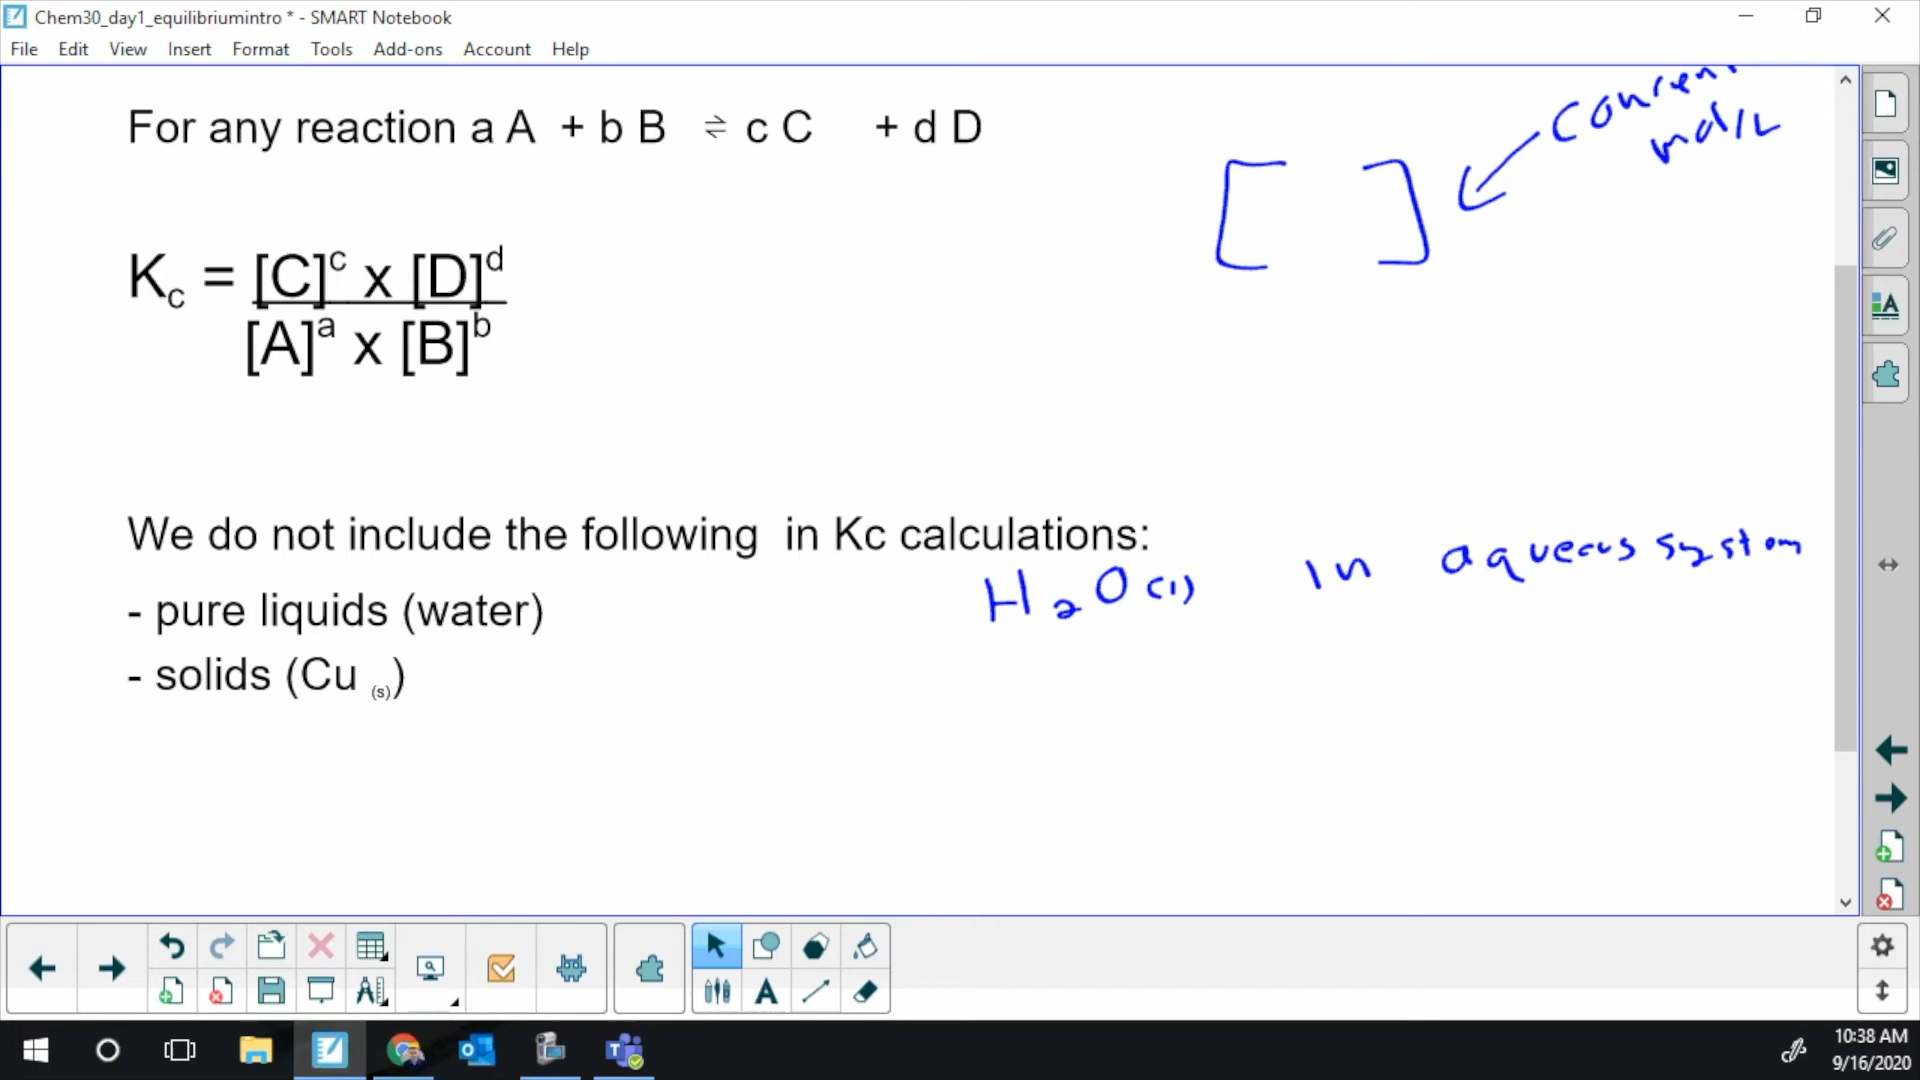 Chem30_day1_equilibriumintro * - SMART Notebook
File Edit View Insert Format Tools Add-ons Account Help
For any reaction a A + b B ⇌ c C + d D
mol/L
[ ]
Kc = [C]^c x [D]^d
[A]^a x [B]^b
We do not include the following in Kc calculations:
H₂O(l) in aqueous system
- pure liquids (water)
- solids (Cu (s))
10:38 AM
9/16/2020